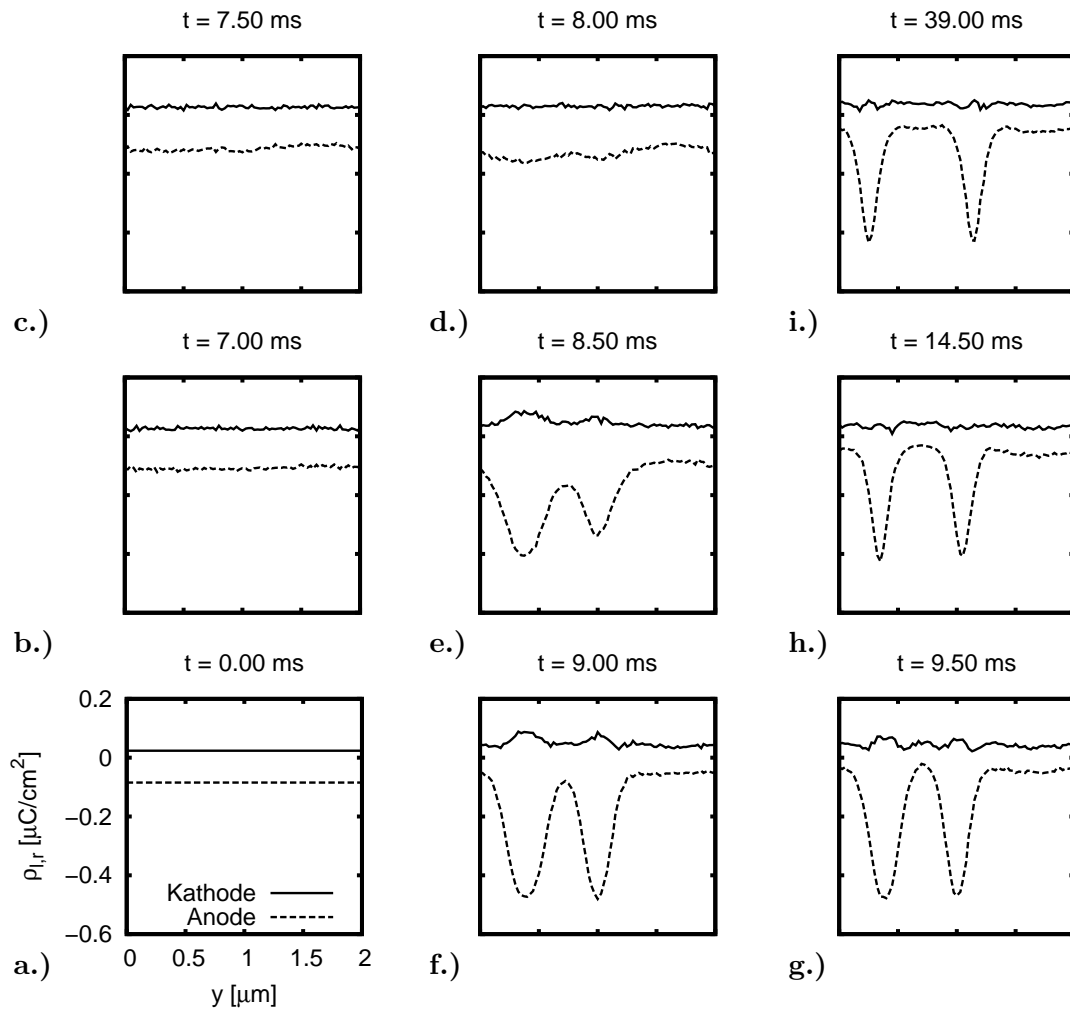 t = 7.50 ms
t = 8.00 ms
t = 39.00 ms
c.)
d.)
i.)
t = 7.00 ms
t = 8.50 ms
t = 14.50 ms
b.)
e.)
h.)
t = 0.00 ms
t = 9.00 ms
t = 9.50 ms
0.2
0
−0.2
−0.4
−0.6
ρl,r [μC/cm²]
Kathode
Anode
0 0.5 1 1.5 2
y [μm]
a.)
f.)
g.)